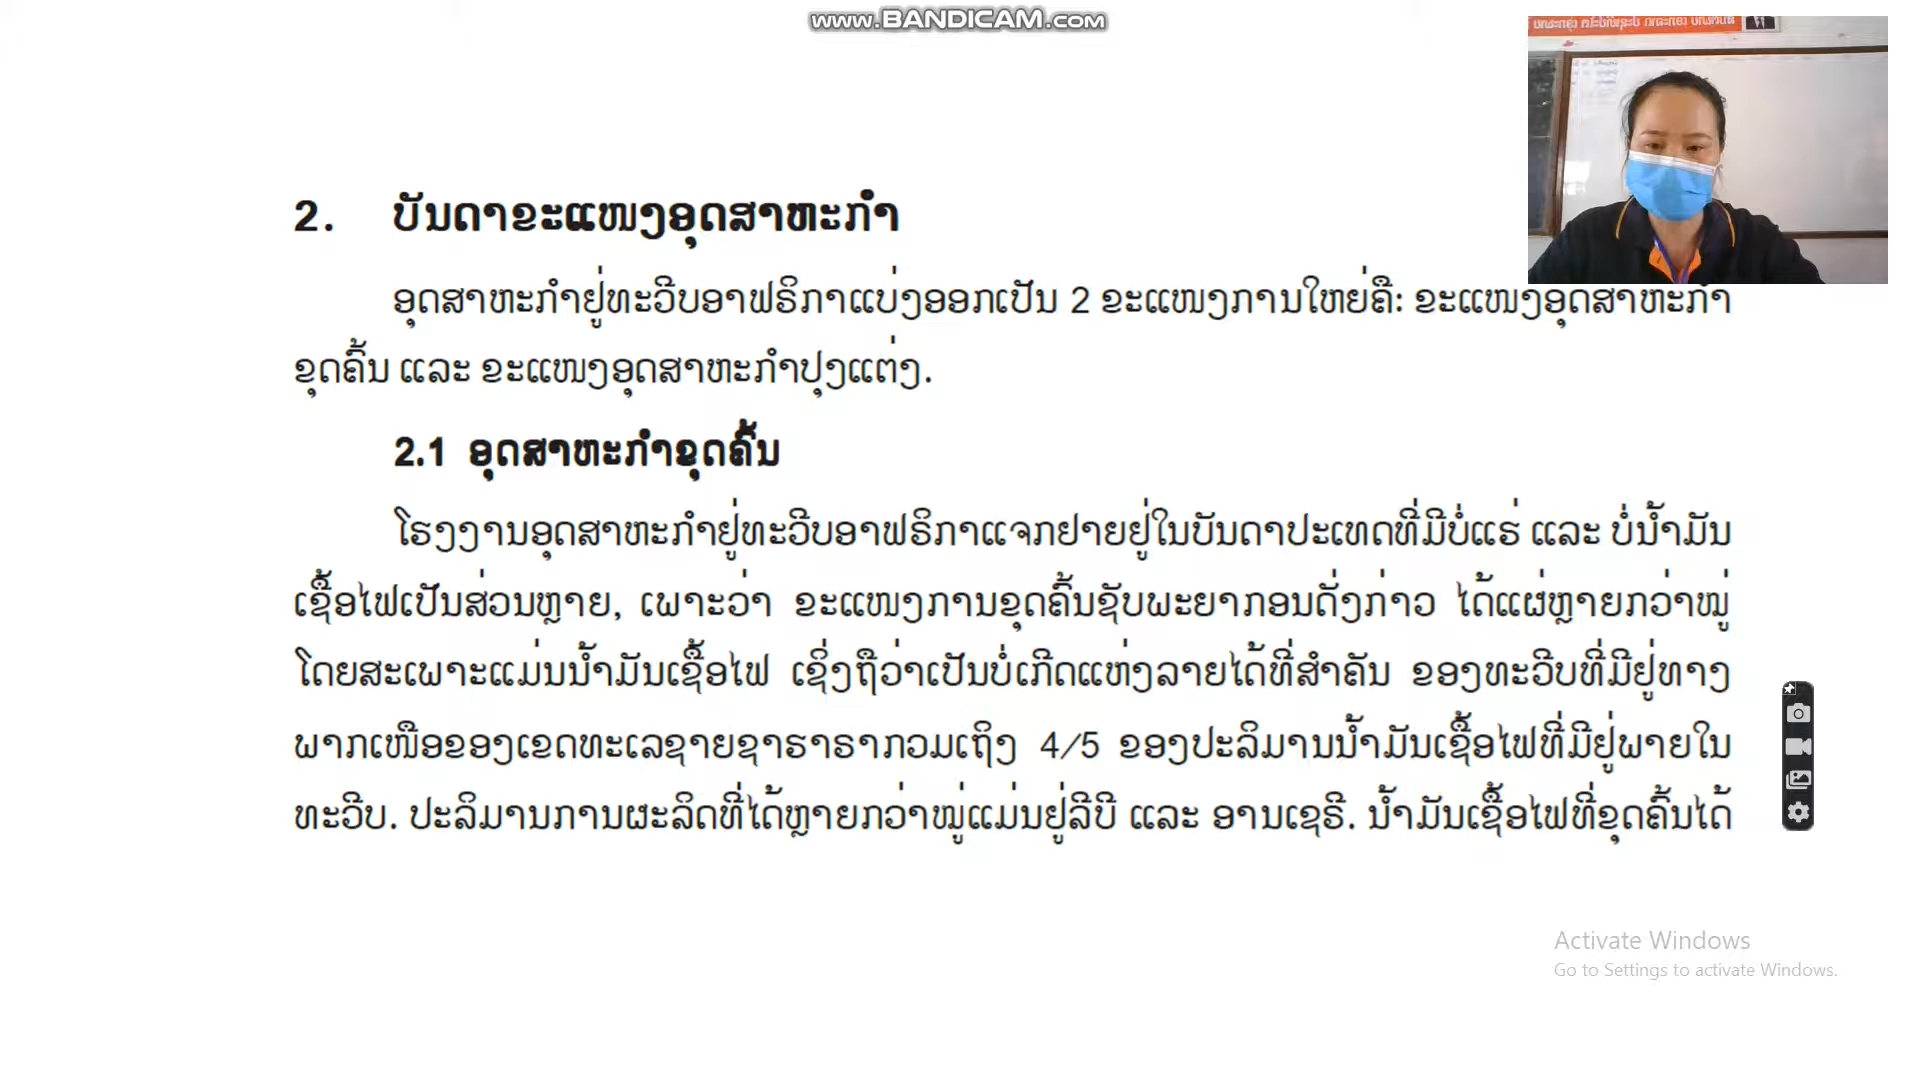 www.BANDICAM.com
2. ບັນດາຂະແໜງອຸດສາຫະກຳ
ອຸດສາຫະກຳຢູ່ທະວີບອາຟຣິກາແບ່ງອອກເປັນ 2 ຂະແໜງການໃຫຍ່ຄື: ຂະແໜງອຸດສາຫະກຳ
ຂຸດຄົ້ນ ແລະ ຂະແໜງອຸດສາຫະກຳປຸງແຕ່ງ.
2.1 ອຸດສາຫະກຳຂຸດຄົ້ນ
ໂຮງງານອຸດສາຫະກຳຢູ່ທະວີບອາຟຣິກາແຈກຢາຍຢູ່ໃນບັນດາປະເທດທີ່ມີບໍ່ແຮ່ ແລະ ບໍ່ນ້ຳມັນ
ເຊື້ອໄຟເປັນສ່ວນຫຼາຍ, ເພາະວ່າ ຂະແໜງການຂຸດຄົ້ນຊັບພະຍາກອນດັ່ງກ່າວ ໄດ້ແຜ່ຫຼາຍກວ່າໝູ່
ໂດຍສະເພາະແມ່ນນ້ຳມັນເຊື້ອໄຟ ເຊິ່ງຖືວ່າເປັນບໍ່ເກີດແຫ່ງລາຍໄດ້ທີ່ສຳຄັນ ຂອງທະວີບທີ່ມີຢູ່ທາງ
ພາກເໜືອຂອງເຂດທະເລຊາຍຊາຮາຣາກວມເຖິງ 4/5 ຂອງປະລິມານນ້ຳມັນເຊື້ອໄຟທີ່ມີຢູ່ພາຍໃນ
ທະວີບ. ປະລິມານການຜະລິດທີ່ໄດ້ຫຼາຍກວ່າໝູ່ແມ່ນຢູ່ລີບີ ແລະ ອານເຊຣີ. ນ້ຳມັນເຊື້ອໄຟທີ່ຂຸດຄົ້ນໄດ້
Activate Windows
Go to Settings to activate Windows.